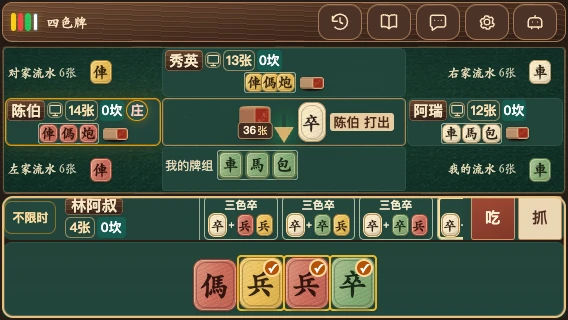 四色牌
对家流水 6张 俥
秀英 13张 0坎
俥 傌 炮
右家流水 6张 車
陈伯 14张 0坎 庄
俥 傌 炮
36张
卒 陈伯 打出
阿瑞 12张 0坎
車 馬 包
左家流水 6张 俥
我的牌组 車 馬 包
我的流水 6张 車
不限时
林阿叔
4张 0坎
三色卒
卒 + 兵 兵
三色卒
卒 + 卒 兵
三色卒
卒 + 卒 兵
卒
吃
抓
傌 兵 兵 卒